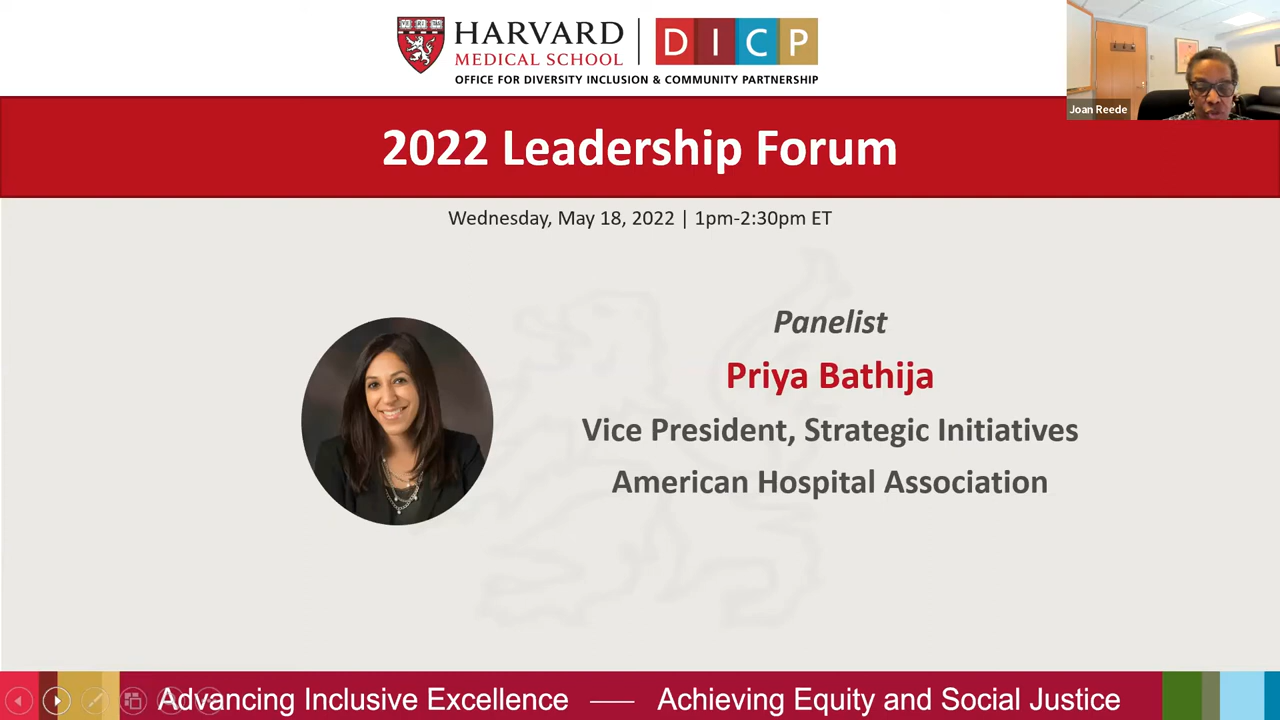 HARVARD
MEDICAL SCHOOL
DICP
OFFICE FOR DIVERSITY INCLUSION & COMMUNITY PARTNERSHIP
Joan Reede
2022 Leadership Forum
Wednesday, May 18, 2022 | 1pm-2:30pm ET
Panelist
Priya Bathija
Vice President, Strategic Initiatives
American Hospital Association
Advancing Inclusive Excellence —— Achieving Equity and Social Justice